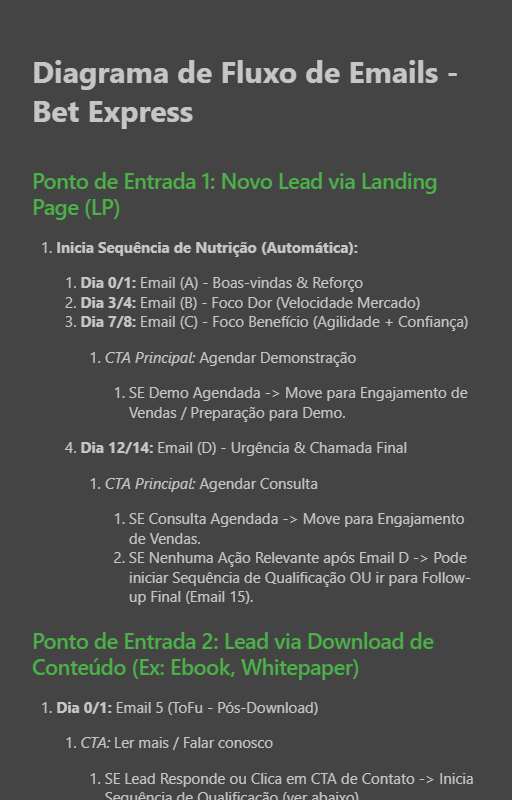 Diagrama de Fluxo de Emails -
Bet Express
Ponto de Entrada 1: Novo Lead via Landing
Page (LP)
1. Inicia Sequência de Nutrição (Automática):
1. Dia 0/1: Email (A) - Boas-vindas & Reforço
2. Dia 3/4: Email (B) - Foco Dor (Velocidade Mercado)
3. Dia 7/8: Email (C) - Foco Benefício (Agilidade + Confiança)
1. CTA Principal: Agendar Demonstração
1. SE Demo Agendada -> Move para Engajamento de
Vendas / Preparação para Demo.
4. Dia 12/14: Email (D) - Urgência & Chamada Final
1. CTA Principal: Agendar Consulta
1. SE Consulta Agendada -> Move para Engajamento
de Vendas.
2. SE Nenhuma Ação Relevante após Email D -> Pode
iniciar Sequência de Qualificação OU ir para Follow-
up Final (Email 15).
Ponto de Entrada 2: Lead via Download de
Conteúdo (Ex: Ebook, Whitepaper)
1. Dia 0/1: Email 5 (ToFu - Pós-Download)
1. CTA: Ler mais / Falar conosco
1. SE Lead Responde ou Clica em CTA de Contato -> Inicia
Sequência de Qualificação (ver abaixo)